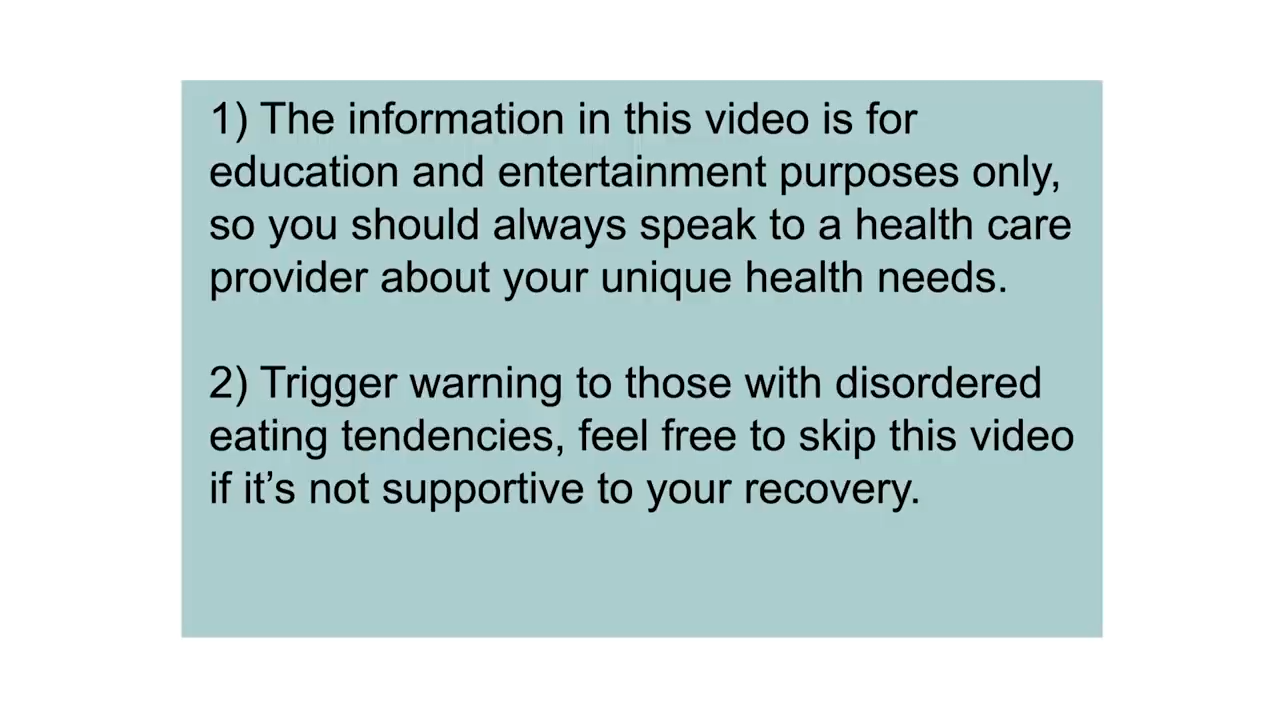 1) The information in this video is for
education and entertainment purposes only,
so you should always speak to a health care
provider about your unique health needs.
2) Trigger warning to those with disordered
eating tendencies, feel free to skip this video
if it’s not supportive to your recovery.